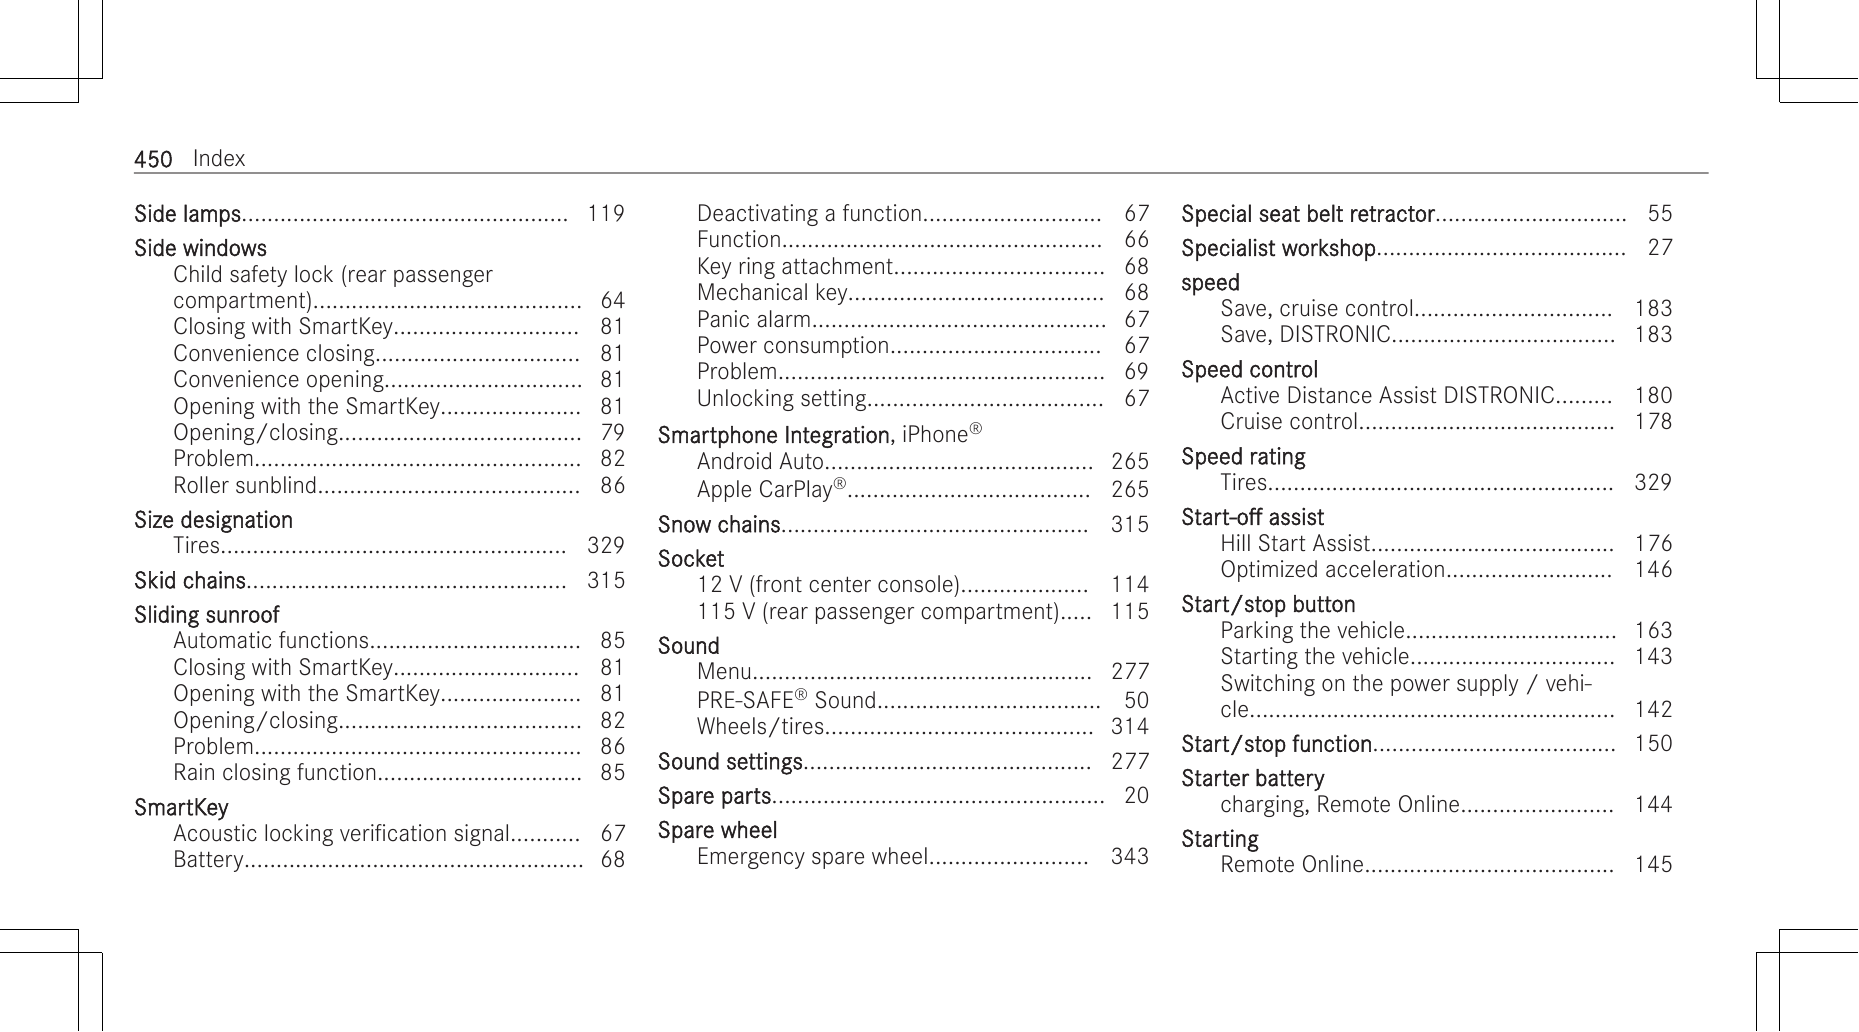 450 Index
Side lamps................................................... 119
Side windows
Child safety lock (rear passenger
compartment).......................................... 64
Closing with SmartKey............................. 81
Convenience closing................................ 81
Convenience opening............................... 81
Opening with the SmartKey...................... 81
Opening/closing...................................... 79
Problem................................................... 82
Roller sunblind......................................... 86
Size designation
Tires...................................................... 329
Skid chains.................................................. 315
Sliding sunroof
Automatic functions................................. 85
Closing with SmartKey............................. 81
Opening with the SmartKey...................... 81
Opening/closing...................................... 82
Problem................................................... 86
Rain closing function................................ 85
SmartKey
Acoustic locking verification signal........... 67
Battery..................................................... 68
Deactivating a function............................ 67
Function.................................................. 66
Key ring attachment................................. 68
Mechanical key........................................ 68
Panic alarm.............................................. 67
Power consumption................................. 67
Problem................................................... 69
Unlocking setting..................................... 67
Smartphone Integration, iPhone®
Android Auto.......................................... 265
Apple CarPlay®...................................... 265
Snow chains................................................ 315
Socket
12 V (front center console).................... 114
115 V (rear passenger compartment)..... 115
Sound
Menu..................................................... 277
PRE-SAFE® Sound................................... 50
Wheels/tires.......................................... 314
Sound settings............................................. 277
Spare parts.................................................... 20
Spare wheel
Emergency spare wheel......................... 343
Special seat belt retractor.............................. 55
Specialist workshop....................................... 27
speed
Save, cruise control............................... 183
Save, DISTRONIC................................... 183
Speed control
Active Distance Assist DISTRONIC......... 180
Cruise control........................................ 178
Speed rating
Tires...................................................... 329
Start-off assist
Hill Start Assist...................................... 176
Optimized acceleration.......................... 146
Start/stop button
Parking the vehicle................................. 163
Starting the vehicle................................ 143
Switching on the power supply / vehi-
cle......................................................... 142
Start/stop function...................................... 150
Starter battery
charging, Remote Online........................ 144
Starting
Remote Online....................................... 145